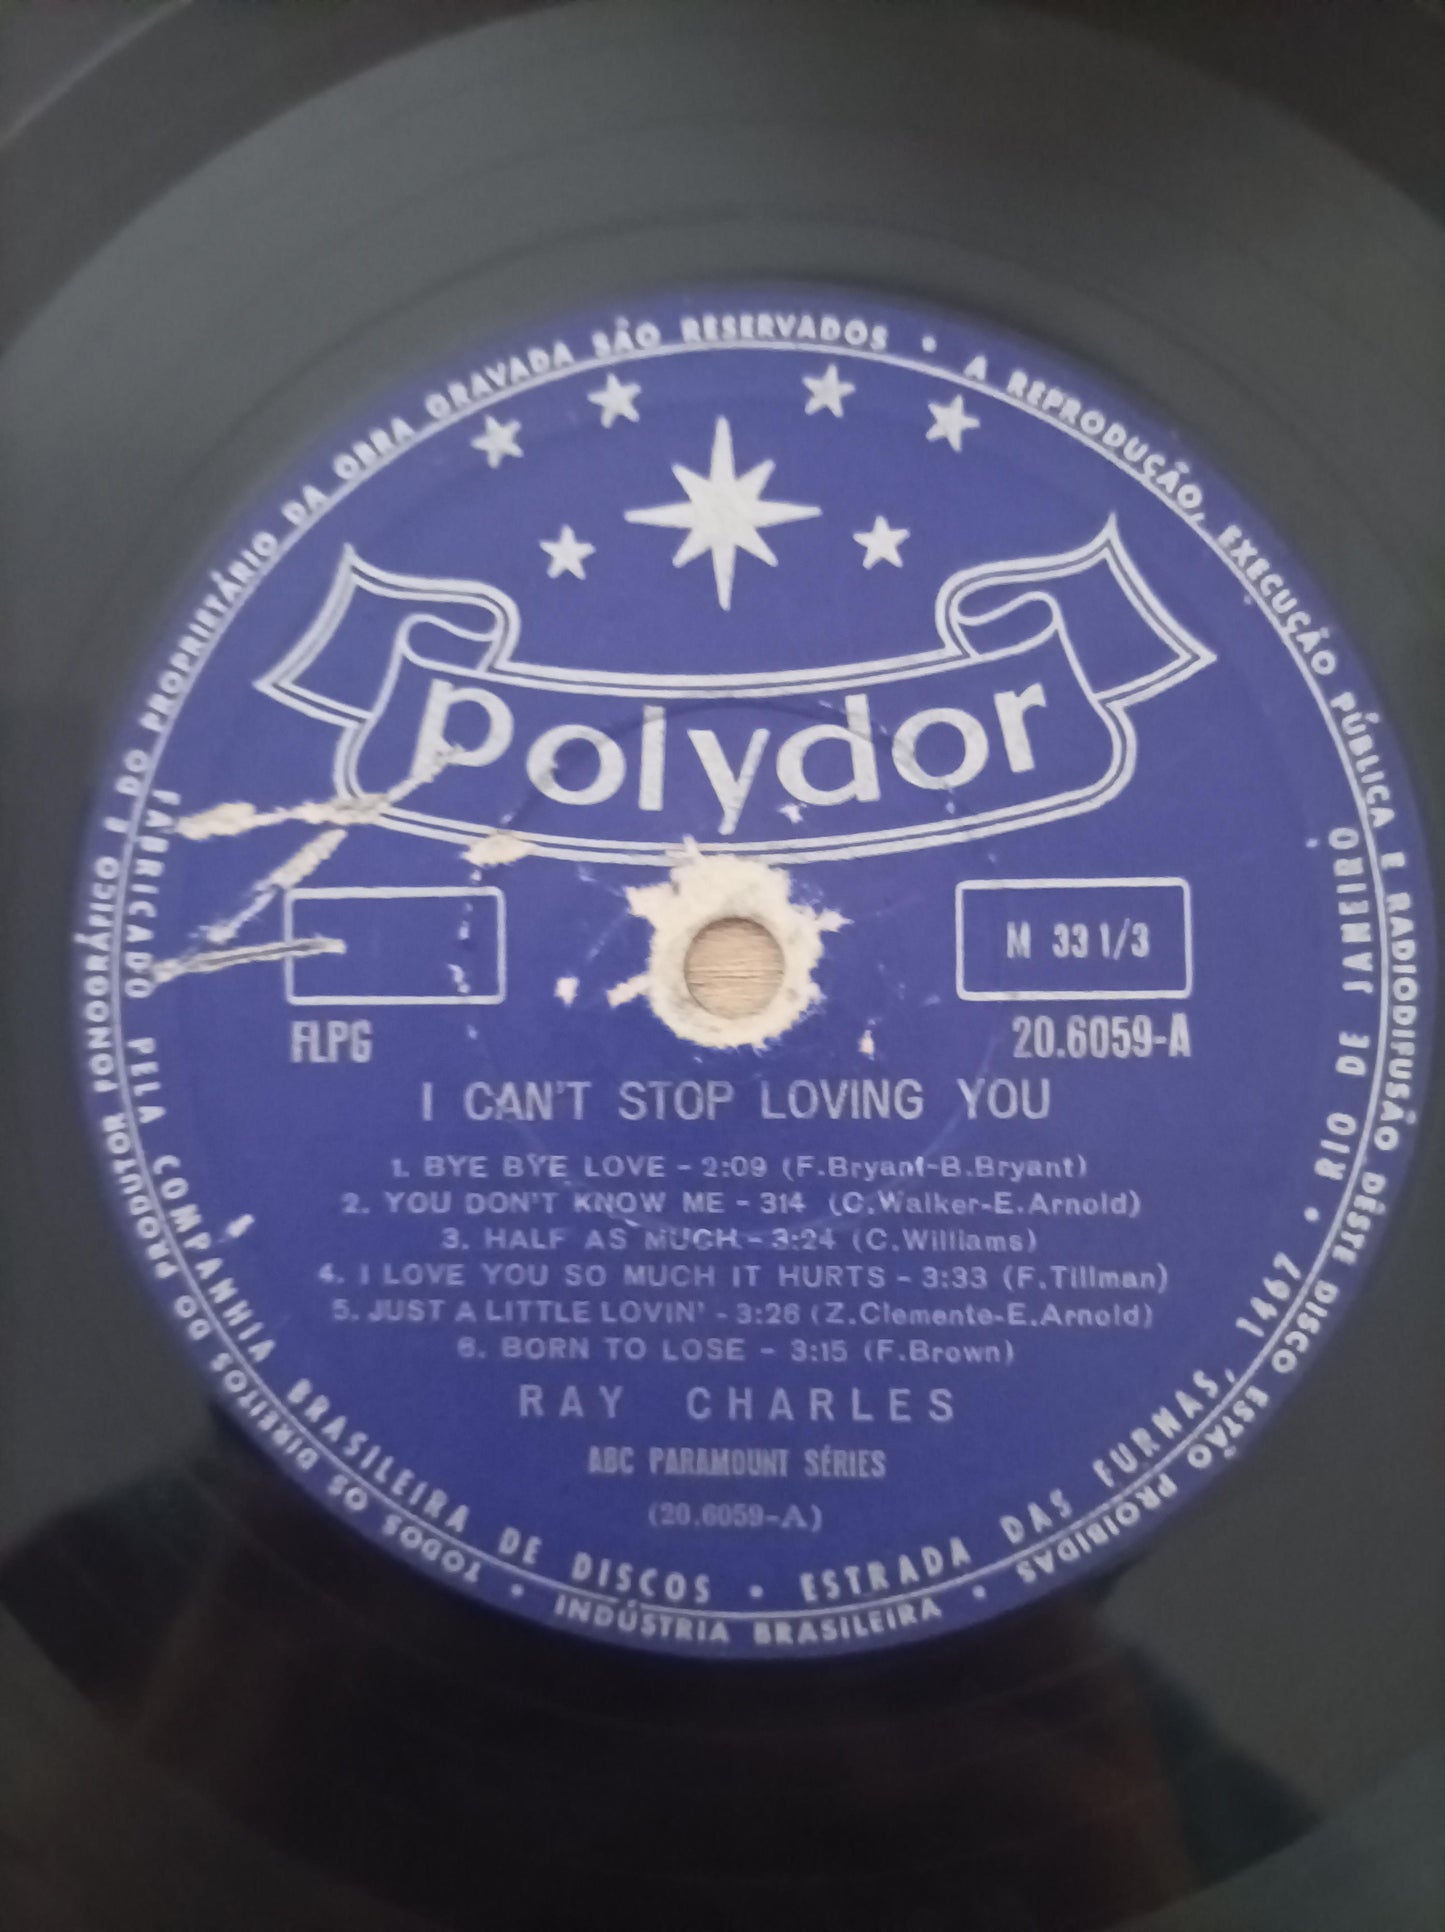 TODOS OS DIREITOS DO PRODUTOR FONOGRÁFICO E DO PROPRIETÁRIO DA OBRA GRAVADA SÃO RESERVADOS • A REPRODUÇÃO, EXECUÇÃO PÚBLICA E RADIODIFUSÃO DÊSTE DISCO ESTÃO PROIBIDAS • INDÚSTRIA BRASILEIRA •
FABRICADO PELA COMPANHIA BRASILEIRA DE DISCOS • ESTRADA DAS FURNAS, 1467 • RIO DE JANEIRO
Polydor
M 33 1/3
FLPG
20.6059-A
I CAN'T STOP LOVING YOU
1. BYE BYE LOVE - 2:09 (F.Bryant-B.Bryant)
2. YOU DON'T KNOW ME - 314 (C.Walker-E.Arnold)
3. HALF AS MUCH - 3:24 (C.Williams)
4. I LOVE YOU SO MUCH IT HURTS - 3:33 (F.Tillman)
5. JUST A LITTLE LOVIN' - 3:26 (Z.Clemente-E.Arnold)
6. BORN TO LOSE - 3:15 (F.Brown)
RAY CHARLES
ABC PARAMOUNT SÉRIES
(20.6059-A)